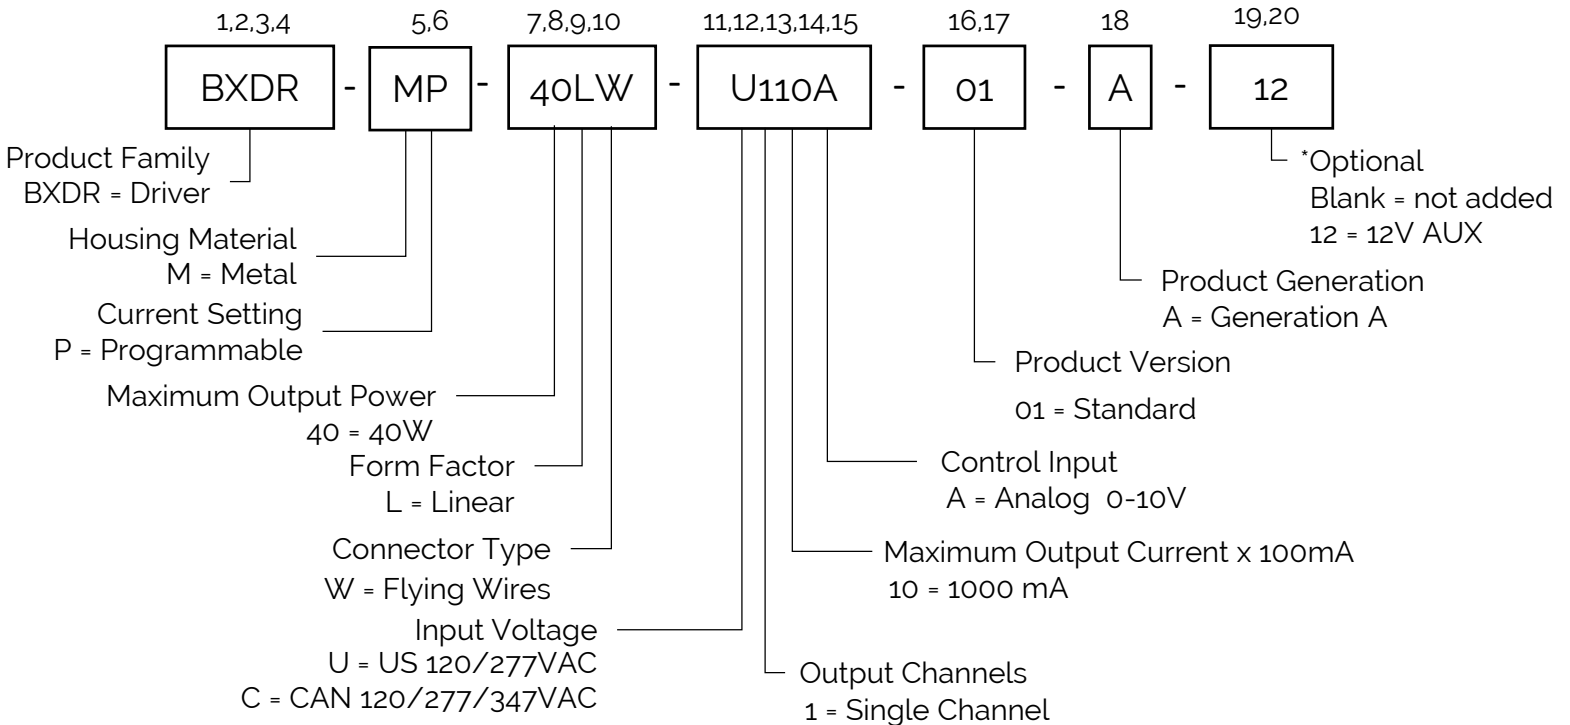 1,2,3,4 5,6 7,8,9,10 11,12,13,14,15 16,17 18 19,20
BXDR - MP - 40LW - U110A - 01 - A - 12
Product Family
BXDR = Driver
Housing Material
M = Metal
Current Setting
P = Programmable
Maximum Output Power
40 = 40W
Form Factor
L = Linear
Connector Type
W = Flying Wires
Input Voltage
U = US 120/277VAC
C = CAN 120/277/347VAC
Output Channels
1 = Single Channel
Maximum Output Current x 100mA
10 = 1000 mA
Control Input
A = Analog 0-10V
Product Version
01 = Standard
Product Generation
A = Generation A
*Optional
Blank = not added
12 = 12V AUX